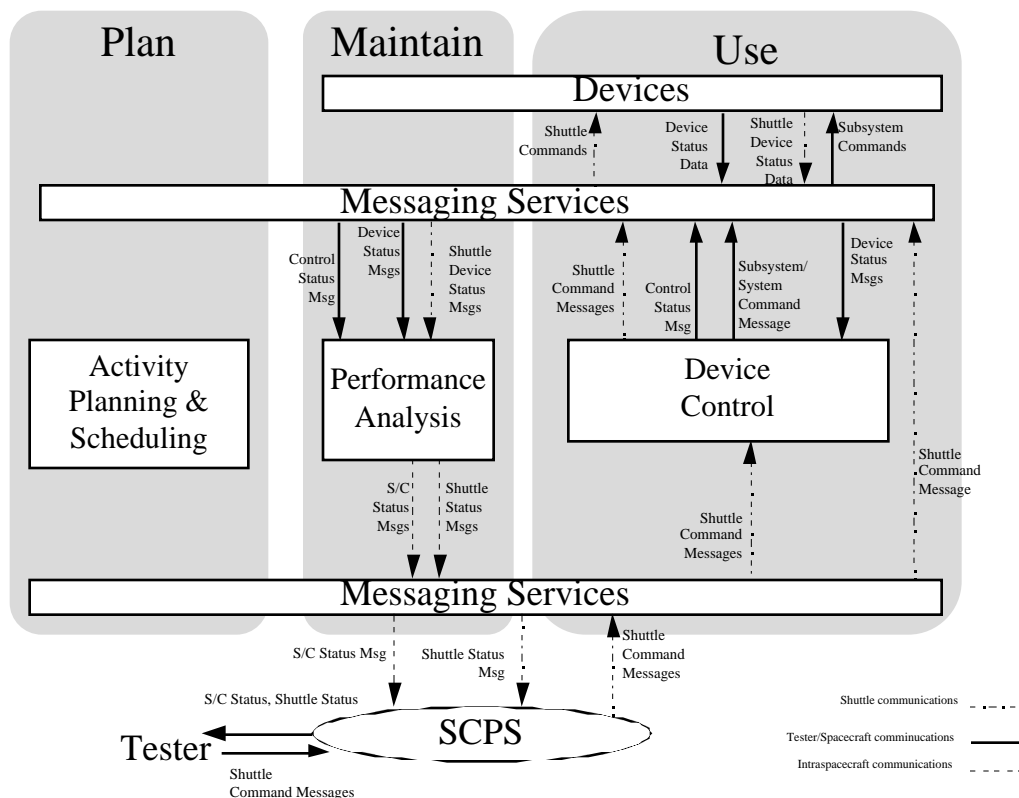 Plan
Maintain
Use
Devices
Shuttle
Commands
Device
Status
Data
Shuttle
Device
Status
Data
Subsystem
Commands
Messaging Services
Control
Status
Msg
Device
Status
Msgs
Shuttle
Device
Status
Msgs
Shuttle
Command
Messages
Control
Status
Msg
Subsystem/
System
Command
Message
Device
Status
Msgs
Activity
Planning &
Scheduling
Performance
Analysis
Device
Control
S/C
Status
Msgs
Shuttle
Status
Msgs
Shuttle
Command
Messages
Shuttle
Command
Message
Messaging Services
S/C Status Msg
Shuttle Status
Msg
Shuttle
Command
Messages
S/C Status, Shuttle Status
SCPS
Tester
Shuttle
Command Messages
Shuttle communications
Tester/Spacecraft comminucations
Intraspacecraft communications